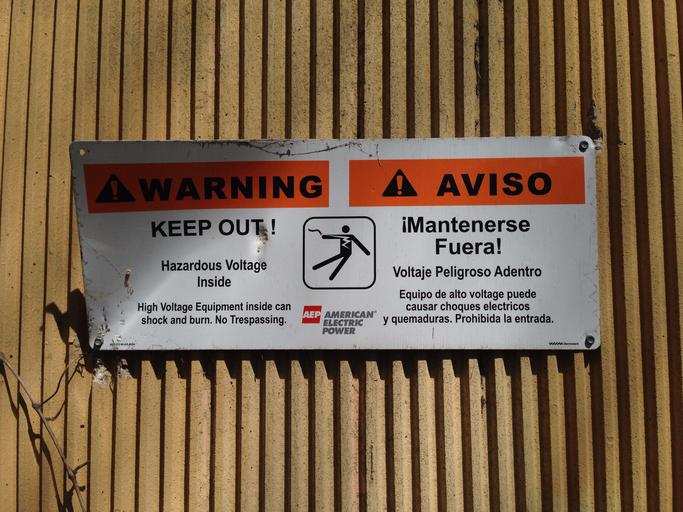 WARNING
KEEP OUT !
Hazardous Voltage
Inside
High Voltage Equipment inside can
shock and burn. No Trespassing.
AEP AMERICAN
ELECTRIC
POWER
AVISO
¡Mantenerse
Fuera!
Voltaje Peligroso Adentro
Equipo de alto voltage puede
causar choques electricos
y quemaduras. Prohibida la entrada.